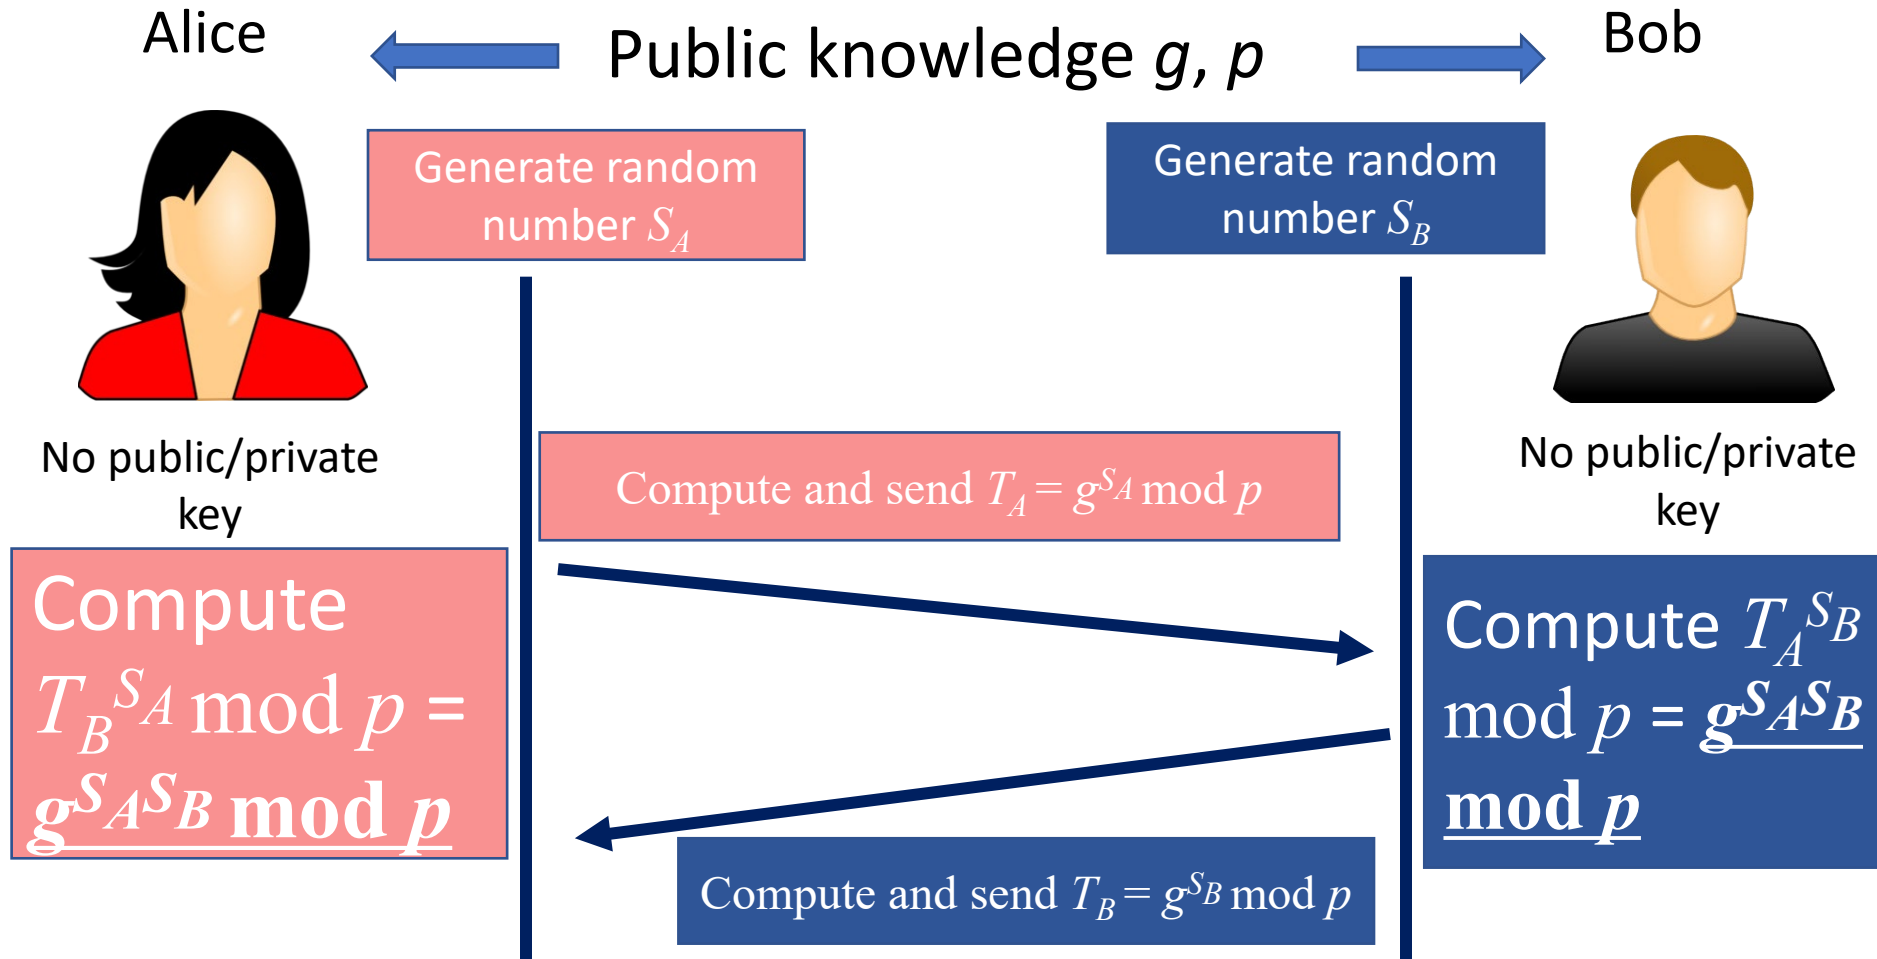 Alice
Public knowledge g, p
Bob
Generate random
number S_A
Generate random
number S_B
No public/private
key
No public/private
key
Compute and send T_A = g^{S_A} mod p
Compute
T_B^{S_A} mod p =
g^{S_A S_B} mod p
Compute T_A^{S_B}
mod p = g^{S_A S_B}
mod p
Compute and send T_B = g^{S_B} mod p